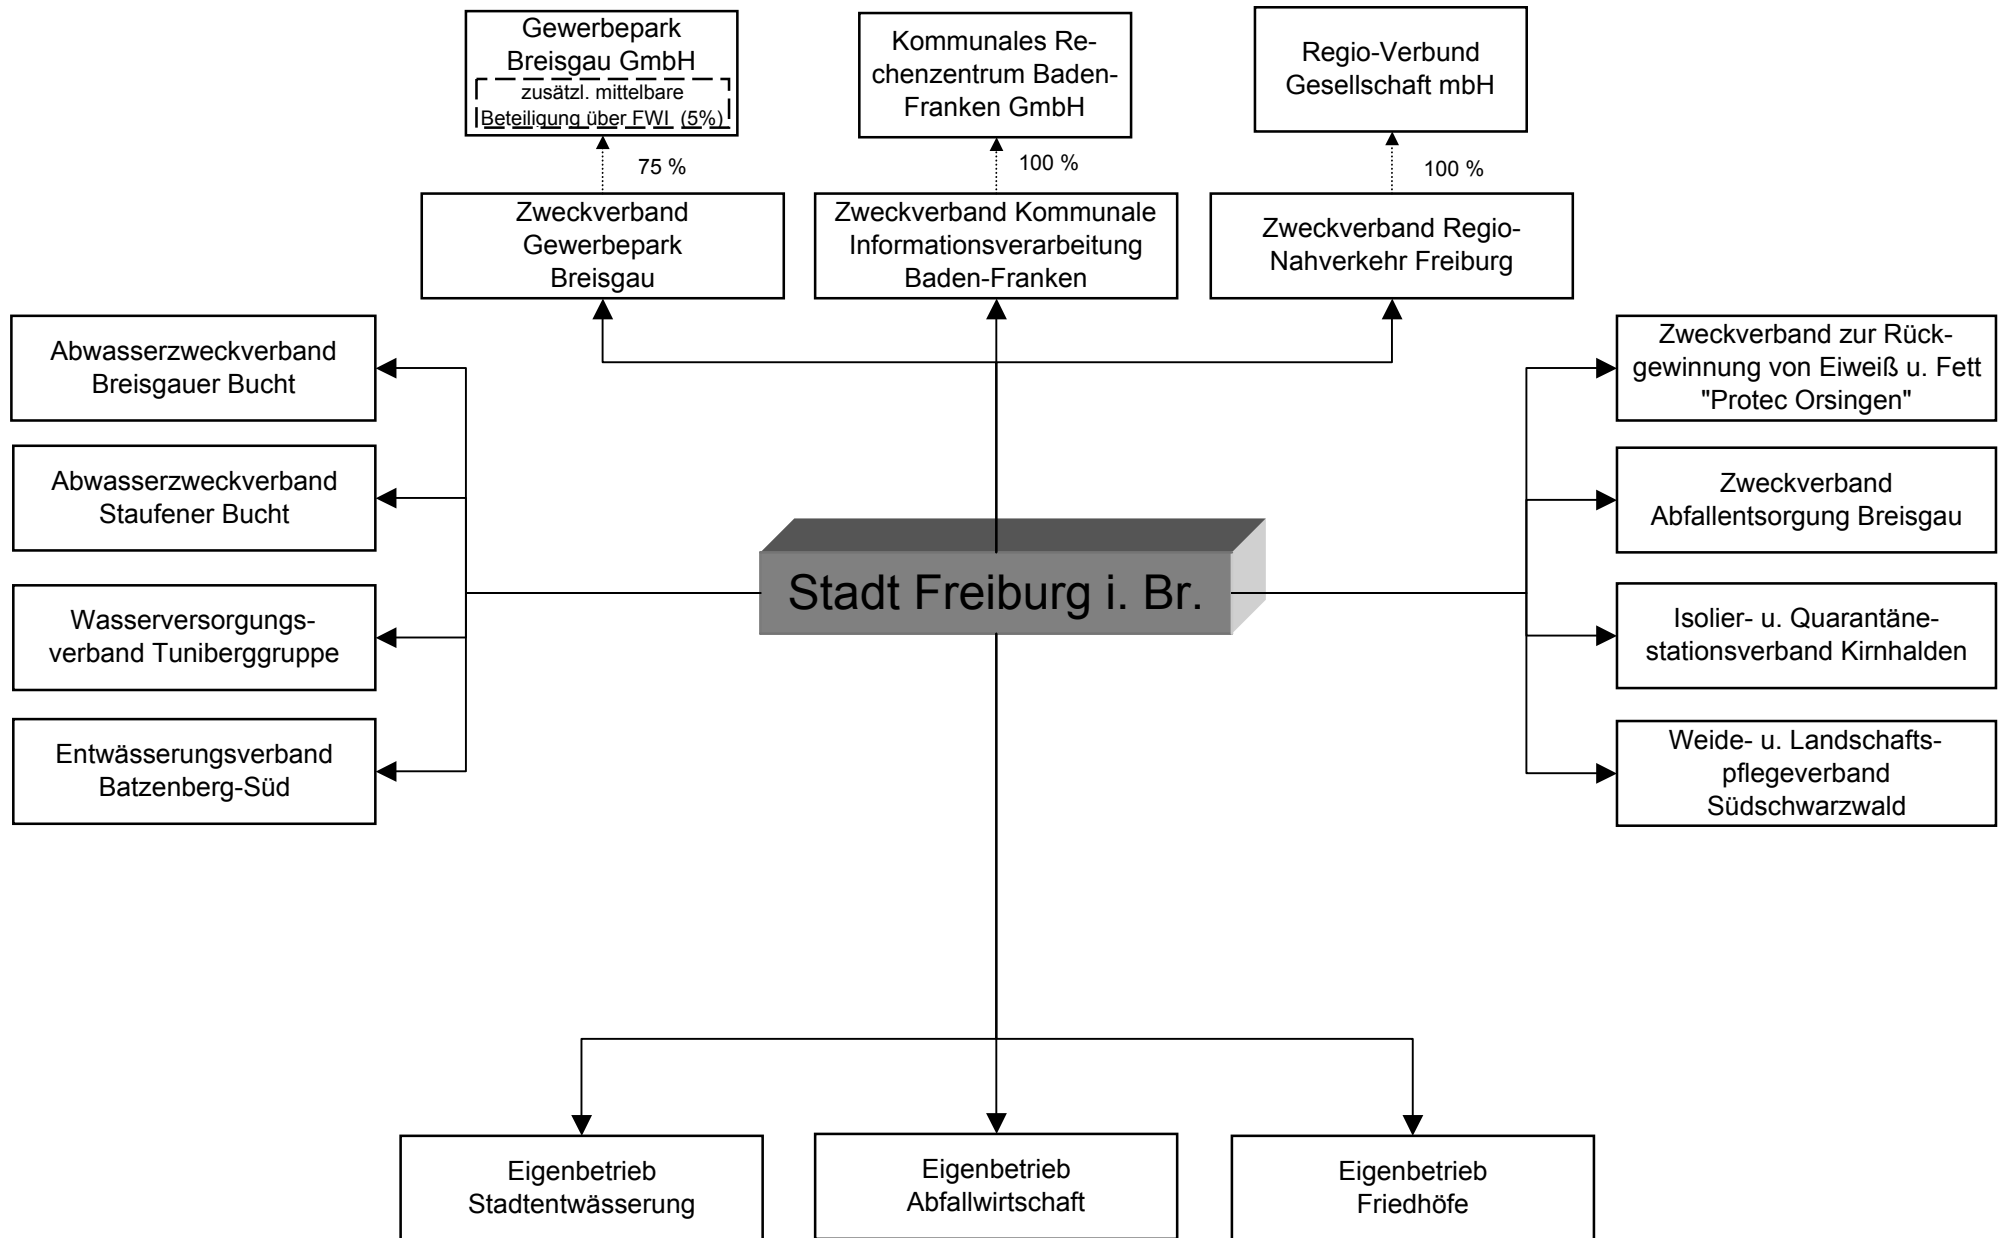 Gewerbepark
Breisgau GmbH
zusätzl. mittelbare
Beteiligung über FWI (5%)
Kommunales Re-
chenzentrum Baden-
Franken GmbH
Regio-Verbund
Gesellschaft mbH
75 %
100 %
100 %
Zweckverband
Gewerbepark
Breisgau
Zweckverband Kommunale
Informationsverarbeitung
Baden-Franken
Zweckverband Regio-
Nahverkehr Freiburg
Abwasserzweckverband
Breisgauer Bucht
Abwasserzweckverband
Staufener Bucht
Wasserversorgungs-
verband Tuniberggruppe
Entwässerungsverband
Batzenberg-Süd
Stadt Freiburg i. Br.
Zweckverband zur Rück-
gewinnung von Eiweiß u. Fett
"Protec Orsingen"
Zweckverband
Abfallentsorgung Breisgau
Isolier- u. Quarantäne-
stationsverband Kirnhalden
Weide- u. Landschafts-
pflegeverband
Südschwarzwald
Eigenbetrieb
Stadtentwässerung
Eigenbetrieb
Abfallwirtschaft
Eigenbetrieb
Friedhöfe